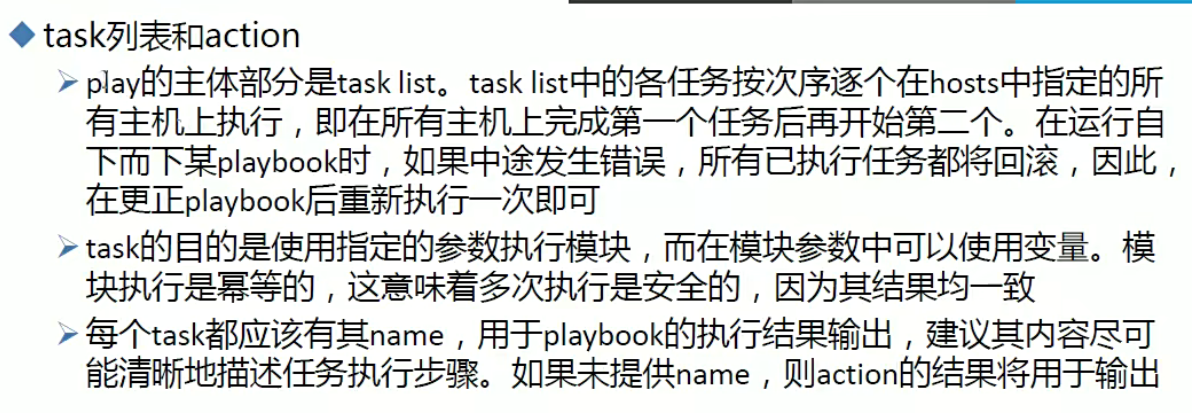 task列表和action
play的主体部分是task list。task list中的各任务按次序逐个在hosts中指定的所
有主机上执行，即在所有主机上完成第一个任务后再开始第二个。在运行自
下而下某playbook时，如果中途发生错误，所有已执行任务都将回滚，因此，
在更正playbook后重新执行一次即可
task的目的是使用指定的参数执行模块，而在模块参数中可以使用变量。模
块执行是幂等的，这意味着多次执行是安全的，因为其结果均一致
每个task都应该有其name，用于playbook的执行结果输出，建议其内容尽可
能清晰地描述任务执行步骤。如果未提供name，则action的结果将用于输出